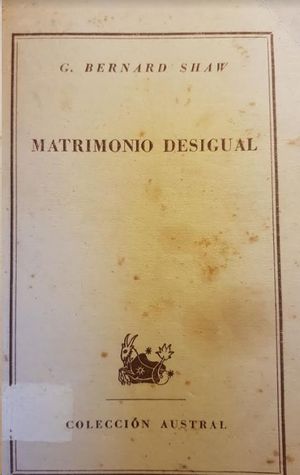 G. BERNARD SHAW
MATRIMONIO DESIGUAL
COLECCIÓN AUSTRAL